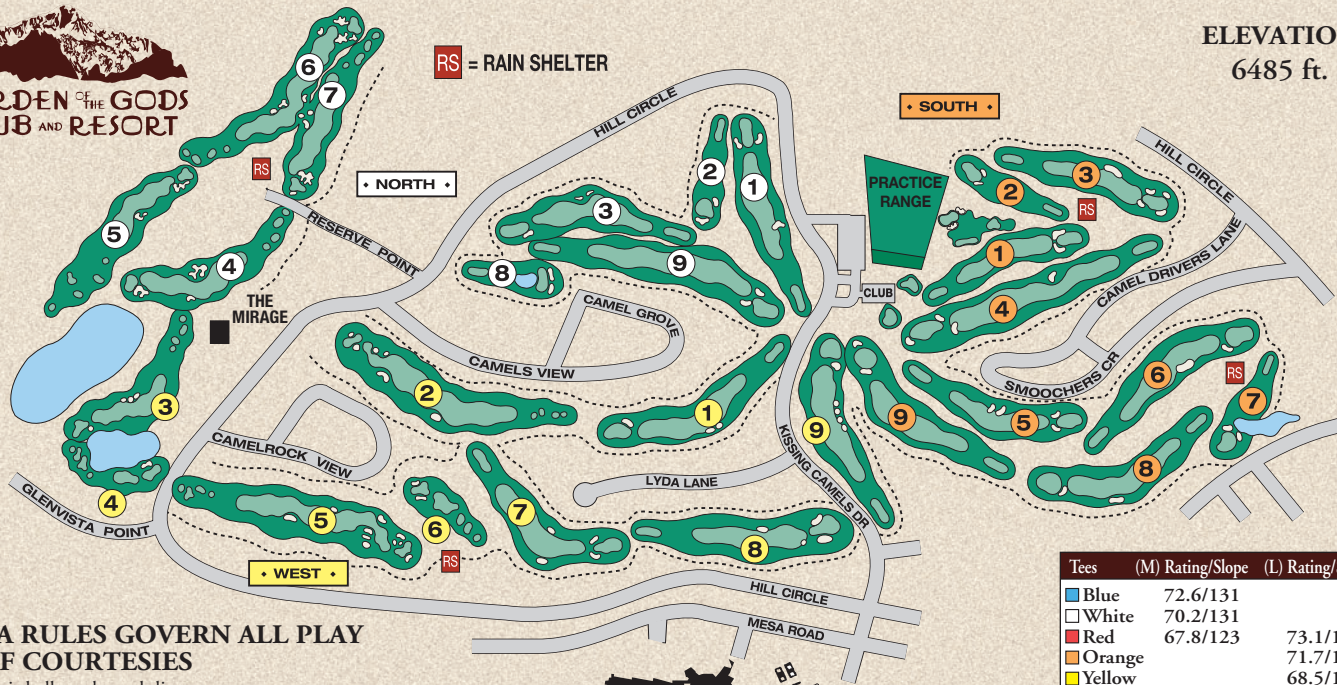 RDEN OF THE GODS
UB AND RESORT
RS = RAIN SHELTER
ELEVATIO
6485 ft.
NORTH
SOUTH
WEST
HILL CIRCLE
RESERVE POINT
THE
MIRAGE
CAMEL GROVE
CAMELS VIEW
CAMELROCK VIEW
GLENVISTA POINT
LYDA LANE
KISSING CAMELS DR
HILL CIRCLE
MESA ROAD
PRACTICE
RANGE
CLUB
HILL CIRCLE
CAMEL DRIVERS LANE
SMOOCHERS CR
RS
RS
RS
RS
1
2
3
4
5
6
7
8
9
1
2
3
4
5
6
7
8
9
1
2
3
4
5
6
7
8
9
A RULES GOVERN ALL PLAY
F COURTESIES
Tees (M) Rating/Slope (L) Rating/
Blue 72.6/131
White 70.2/131
Red 67.8/123 73.1/1
Orange 71.7/1
Yellow 68.5/1